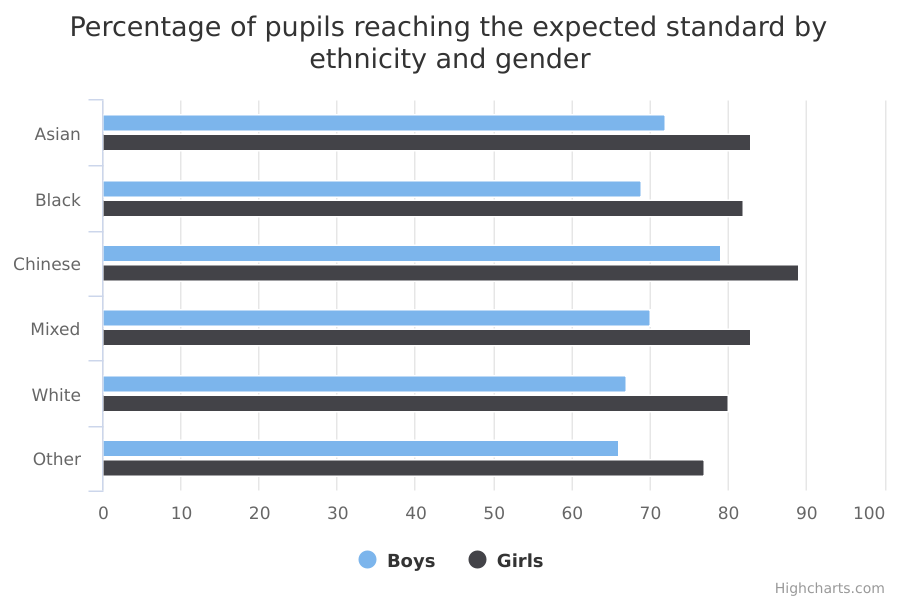 Percentage of pupils reaching the expected standard by
ethnicity and gender
Asian
Black
Chinese
Mixed
White
Other
0 10 20 30 40 50 60 70 80 90 100
Boys Girls
Highcharts.com